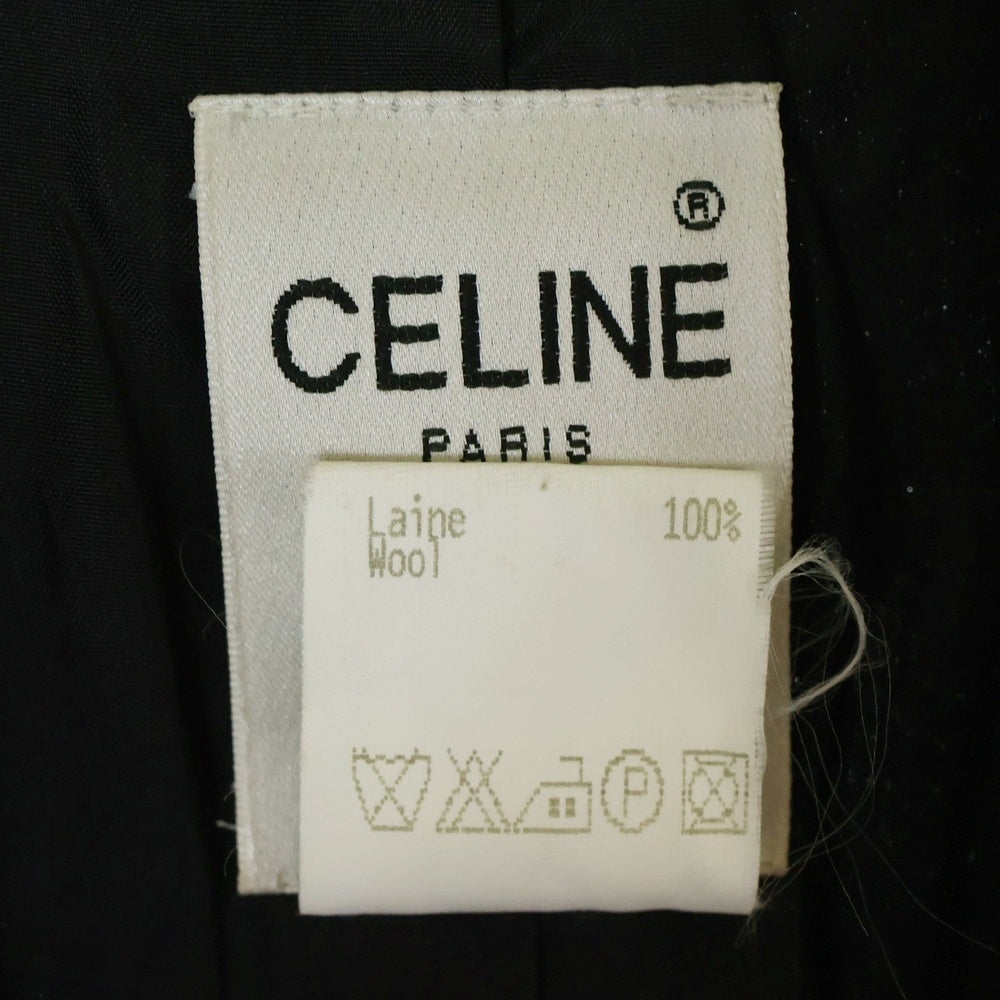 ®
CELINE
PARIS
Laine 100%
Wool
P